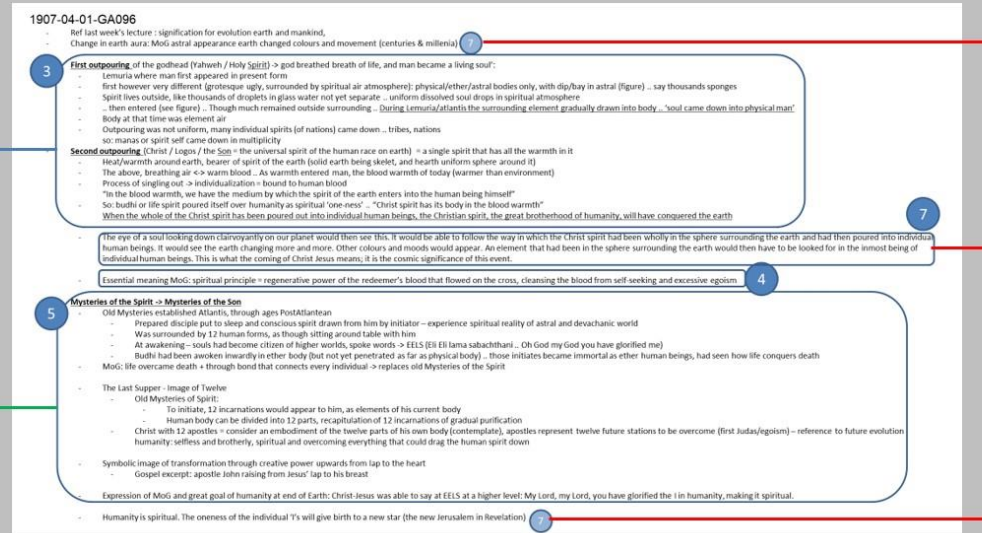 1907-04-01-GA096
- Ref last week's lecture : signification for evolution earth and mankind,
- Change in earth aura: MoG astral appearance earth changed colours and movement (centuries & millenia) 7
3
First outpouring of the godhead (Yahweh / Holy Spirit) -> god breathed breath of life, and man became a living soul':
- Lemuria where man first appeared in present form
- first however very different (grotesque ugly, surrounded by spiritual air atmosphere): physical/ether/astral bodies only, with dip/bay in astral (figure) .. say thousands sponges
- Spirit lives outside, like thousands of droplets in glass water not yet separate .. uniform dissolved soul drops in spiritual atmosphere
- .. then entered (see figure) .. Though much remained outside surrounding .. During Lemuria/atlantis the surrounding element gradually drawn into body .. 'soul came down into physical man'
- Body at that time was element air
- Outpouring was not uniform, many individual spirits (of nations) came down .. tribes, nations
so: manas or spirit self came down in multiplicity
Second outpouring (Christ / Logos / the Son = the universal spirit of the human race on earth) = a single spirit that has all the warmth in it
- Heat/warmth around earth, bearer of spirit of the earth (solid earth being skelet, and hearth uniform sphere around it)
- The above, breathing air <-> warm blood .. As warmth entered man, the blood warmth of today (warmer than environment)
- Process of singling out -> individualization = bound to human blood
- "In the blood warmth, we have the medium by which the spirit of the earth enters into the human being himself"
- So: budhi or life spirit poured itself over humanity as spiritual 'one-ness' .. "Christ spirit has its body in the blood warmth"
- When the whole of the Christ spirit has been poured out into individual human beings, the Christian spirit, the great brotherhood of humanity, will have conquered the earth
7
- The eye of a soul looking down clairvoyantly on our planet would then see this. It would be able to follow the way in which the Christ spirit had been wholly in the sphere surrounding the earth and had then poured into individual
human beings. It would see the earth changing more and more. Other colours and moods would appear. An element that had been in the sphere surrounding the earth would then have to be looked for in the inmost being of
individual human beings. This is what the coming of Christ Jesus means; it is the cosmic significance of this event.
- Essential meaning MoG: spiritual principle = regenerative power of the redeemer's blood that flowed on the cross, cleansing the blood from self-seeking and excessive egoism 4
5
Mysteries of the Spirit -> Mysteries of the Son
- Old Mysteries established Atlantis, through ages PostAtlantean
- Prepared disciple put to sleep and conscious spirit drawn from him by initiator – experience spiritual reality of astral and devachanic world
- Was surrounded by 12 human forms, as though sitting around table with him
- At awakening – souls had become citizen of higher worlds, spoke words -> EELS (Eli Eli lama sabachthani .. Oh God my God you have glorified me)
- Budhi had been awoken inwardly in ether body (but not yet penetrated as far as physical body) .. those initiates became immortal as ether human beings, had seen how life conquers death
- MoG: life overcame death + through bond that connects every individual -> replaces old Mysteries of the Spirit
- The Last Supper - Image of Twelve
- Old Mysteries of Spirit:
- To initiate, 12 incarnations would appear to him, as elements of his current body
- Human body can be divided into 12 parts, recapitulation of 12 incarnations of gradual purification
- Christ with 12 apostles = consider an embodiment of the twelve parts of his own body (contemplate), apostles represent twelve future stations to be overcome (first Judas/egoism) – reference to future evolution
humanity: selfless and brotherly, spiritual and overcoming everything that could drag the human spirit down
- Symbolic image of transformation through creative power upwards from lap to the heart
- Gospel excerpt: apostle John raising from Jesus' lap to his breast
- Expression of MoG and great goal of humanity at end of Earth: Christ-Jesus was able to say at EELS at a higher level: My Lord, my Lord, you have glorified the I in humanity, making it spiritual.
- Humanity is spiritual. The oneness of the individual 'I's will give birth to a new star (the new Jerusalem in Revelation) 7